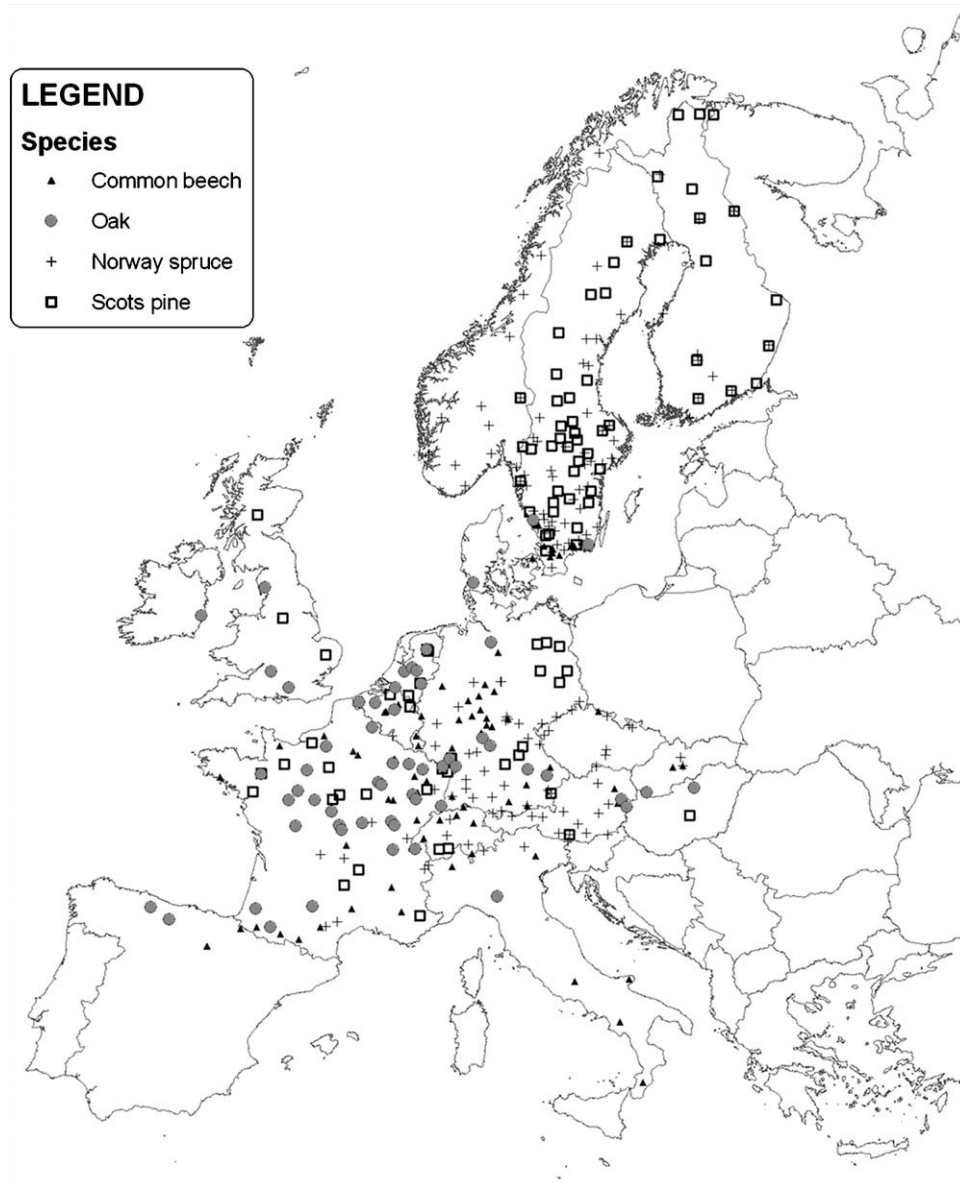 LEGEND
Species
Common beech
Oak
Norway spruce
Scots pine